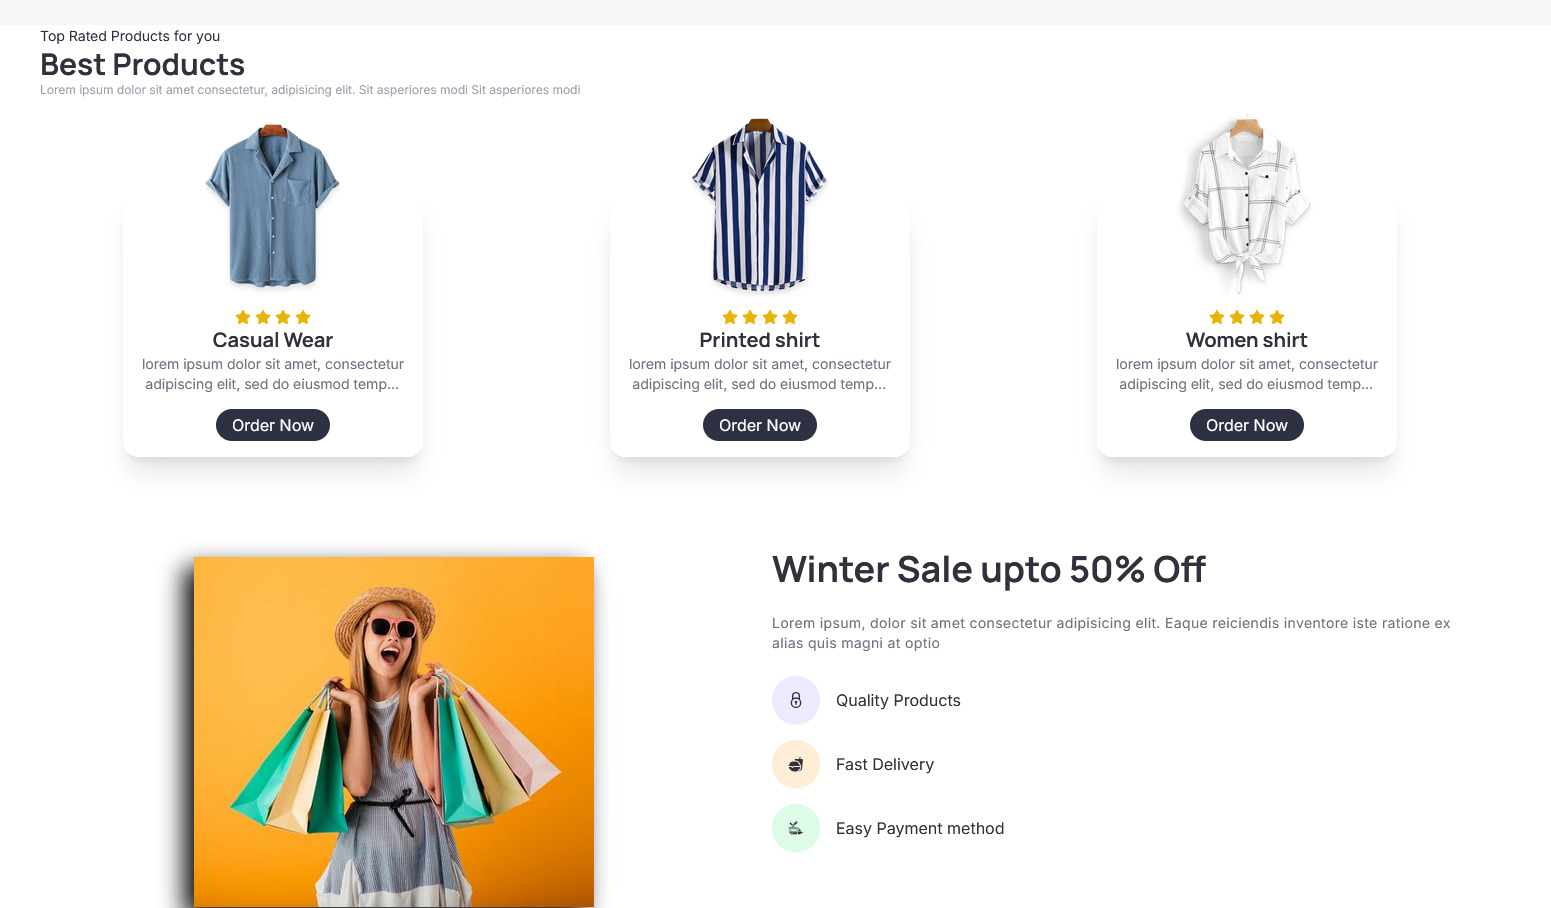 Top Rated Products for you
Best Products
Lorem ipsum dolor sit amet consectetur, adipisicing elit. Sit asperiores modi Sit asperiores modi
Casual Wear
lorem ipsum dolor sit amet, consectetur
adipiscing elit, sed do eiusmod temp...
Order Now
Printed shirt
lorem ipsum dolor sit amet, consectetur
adipiscing elit, sed do eiusmod temp...
Order Now
Women shirt
lorem ipsum dolor sit amet, consectetur
adipiscing elit, sed do eiusmod temp...
Order Now
Winter Sale upto 50% Off
Lorem ipsum, dolor sit amet consectetur adipisicing elit. Eaque reiciendis inventore iste ratione ex
alias quis magni at optio
Quality Products
Fast Delivery
Easy Payment method